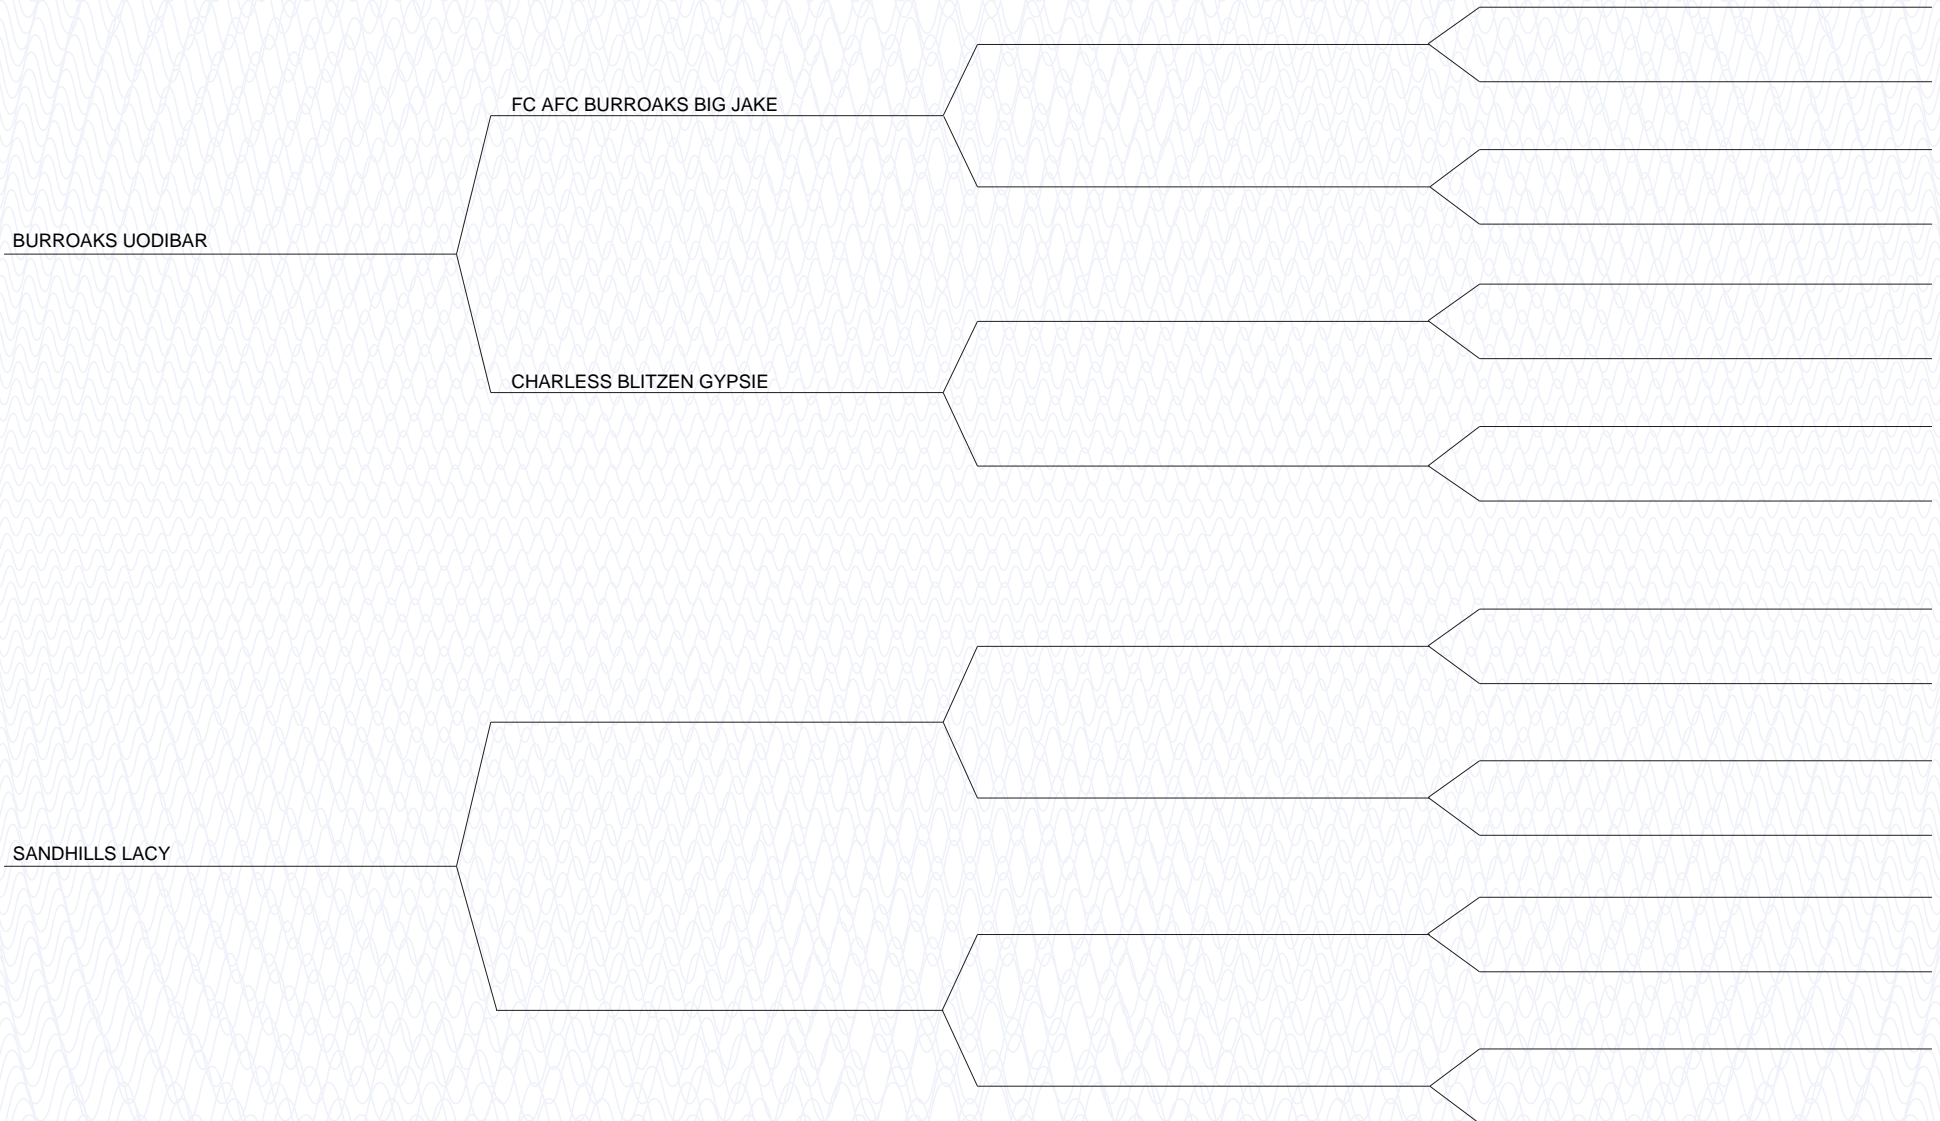 FC AFC BURROAKS BIG JAKE
BURROAKS UODIBAR
CHARLESS BLITZEN GYPSIE
SANDHILLS LACY